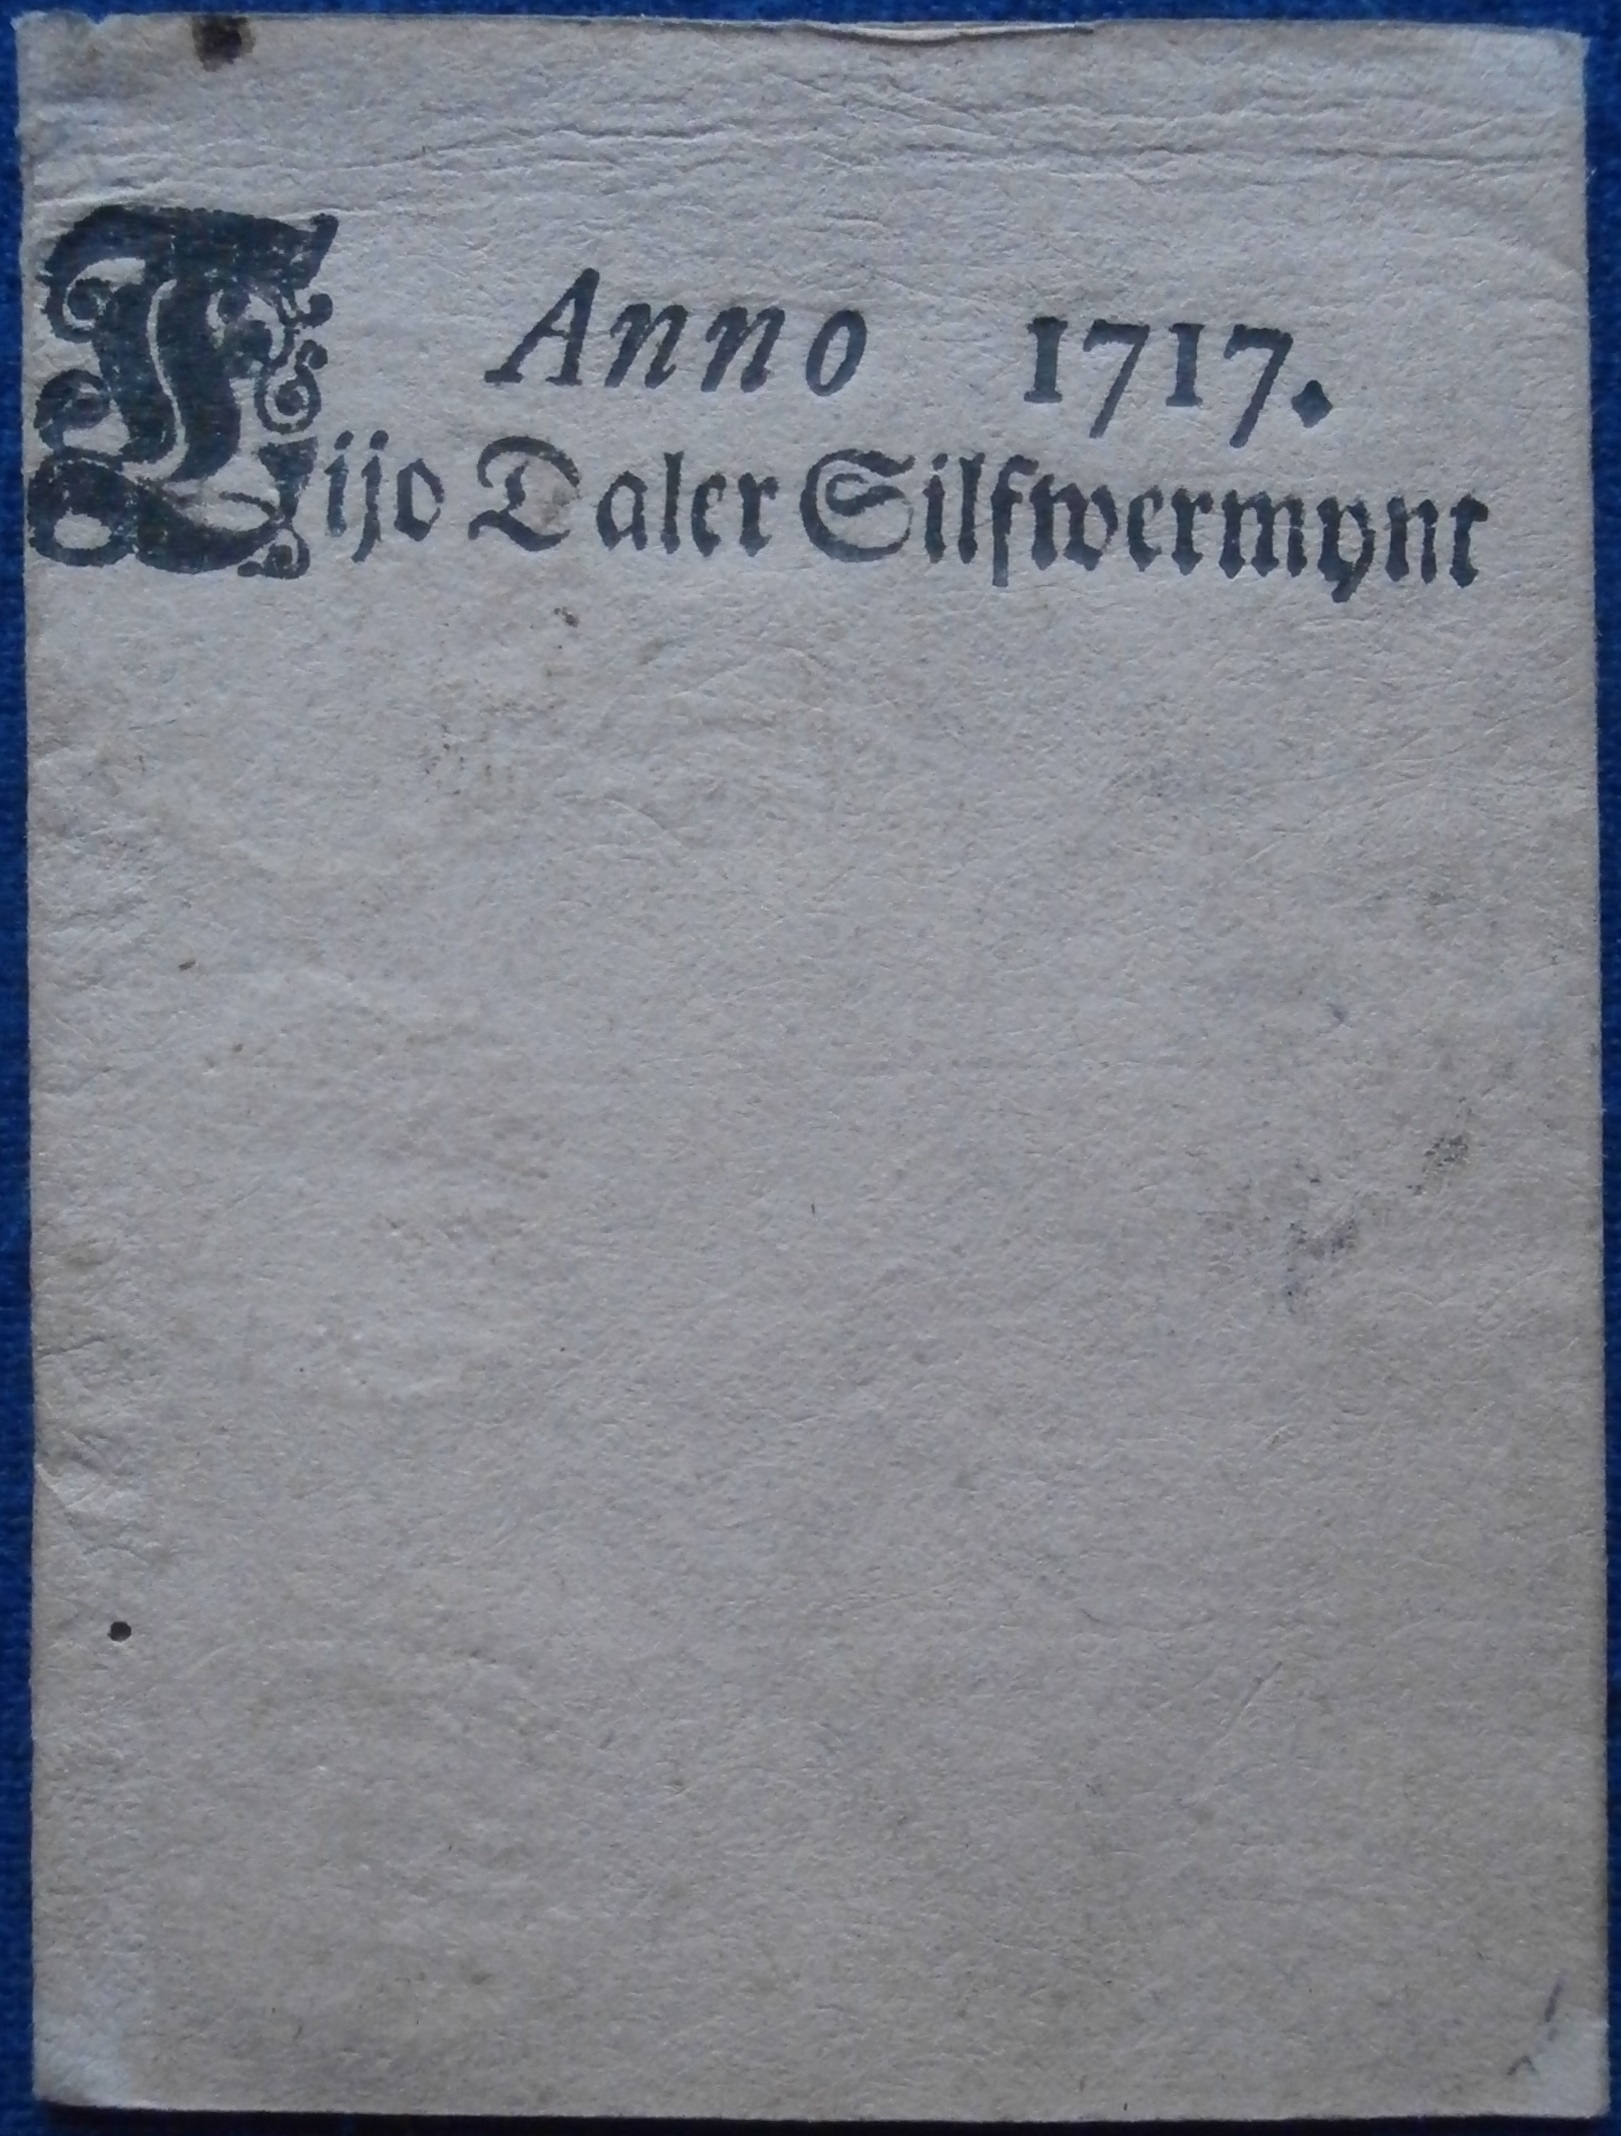 Anno 1717.
Tijo Daler Silfwermynt